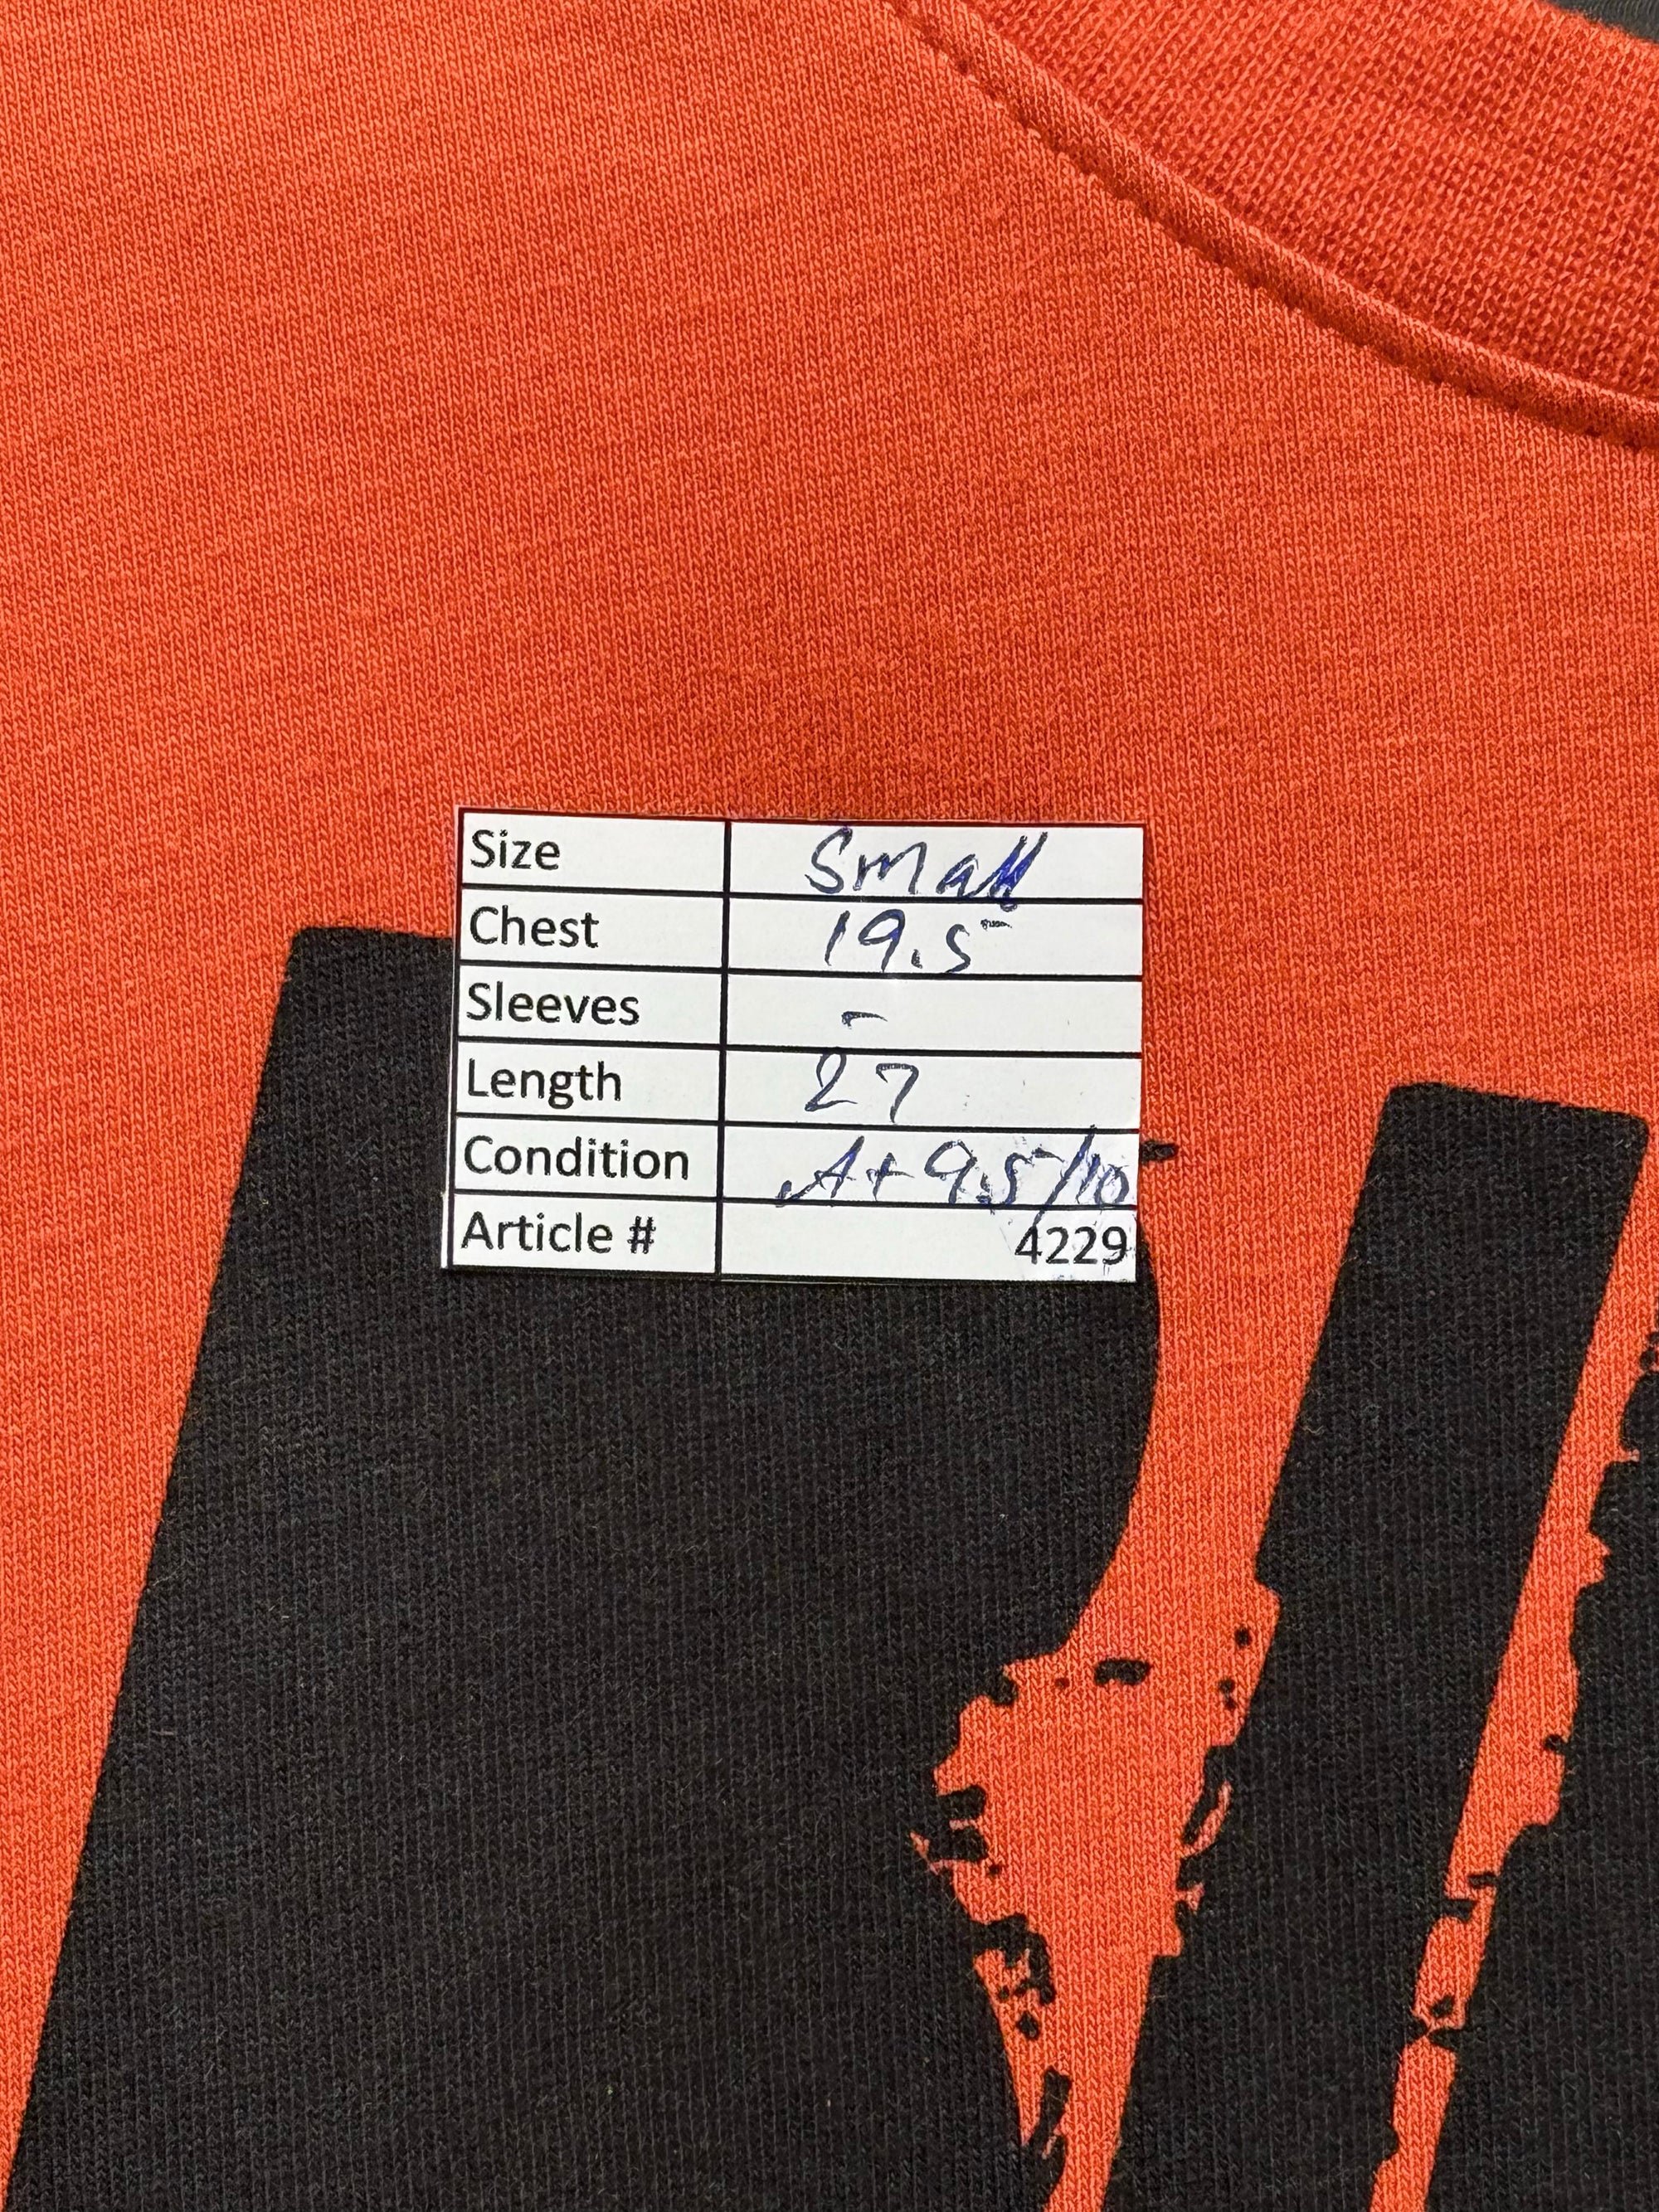 Size Small
Chest 19.5
Sleeves -
Length 27
Condition A+ 9.5/10
Article # 4229